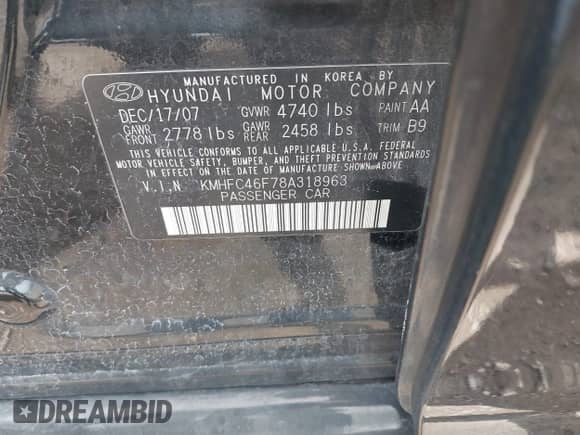 MANUFACTURED IN KOREA BY
HYUNDAI MOTOR COMPANY
DEC/17/07 GVWR 4740 lbs PAINT AA
GAWR FRONT 2778 lbs GAWR REAR 2458 lbs TRIM B9
THIS VEHICLE CONFORMS TO ALL APPLICABLE U.S.A. FEDERAL
MOTOR VEHICLE SAFETY, BUMPER, AND THEFT PREVENTION STANDARDS
IN EFFECT ON THE DATE OF MANUFACTURE SHOWN ABOVE.
V.I.N KMHFC46F78A318963
PASSENGER CAR
DREAMBID